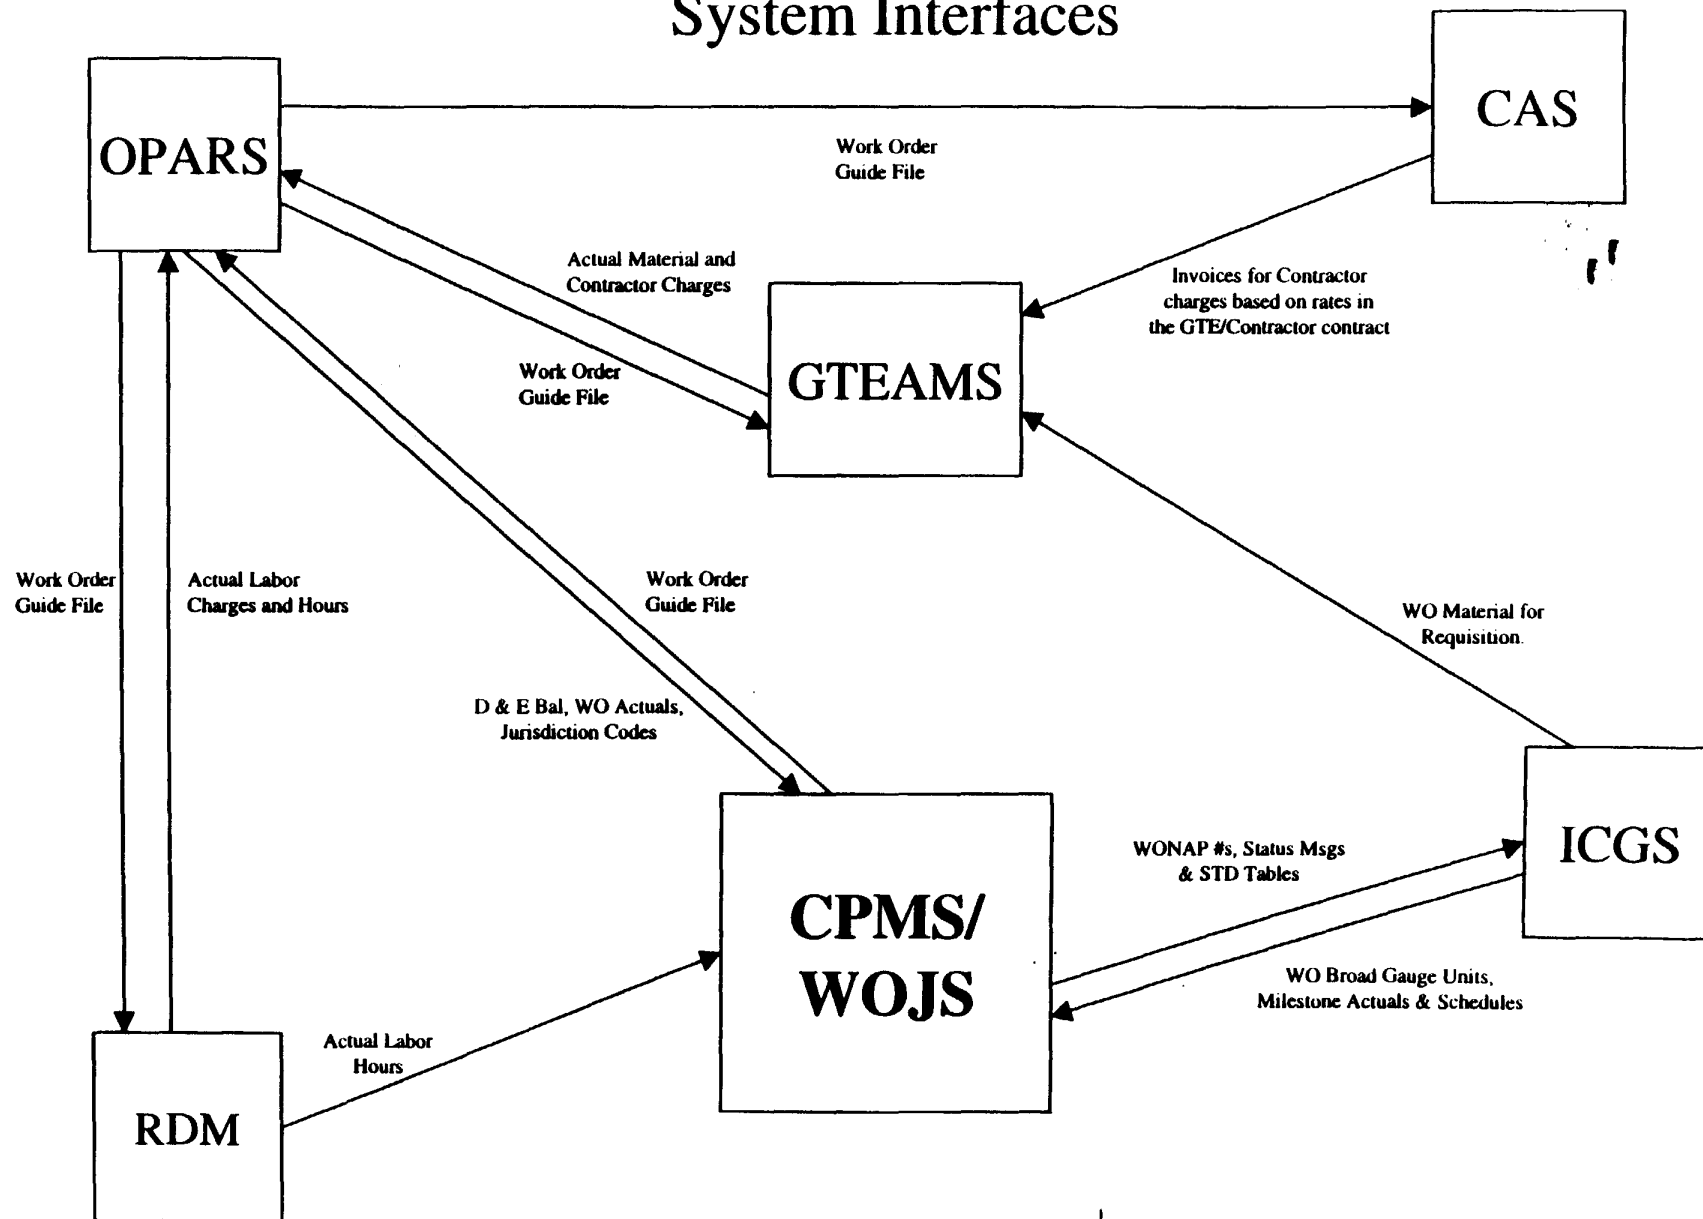 System Interfaces
OPARS
CAS
Work Order
Guide File
Actual Material and
Contractor Charges
Invoices for Contractor
charges based on rates in
the GTE/Contractor contract
GTEAMS
Work Order
Guide File
Work Order
Guide File
Actual Labor
Charges and Hours
Work Order
Guide File
WO Material for
Requisition.
D & E Bal, WO Actuals,
Jurisdiction Codes
WONAP #s, Status Msgs
& STD Tables
ICGS
CPMS/
WOJS
WO Broad Gauge Units,
Milestone Actuals & Schedules
Actual Labor
Hours
RDM